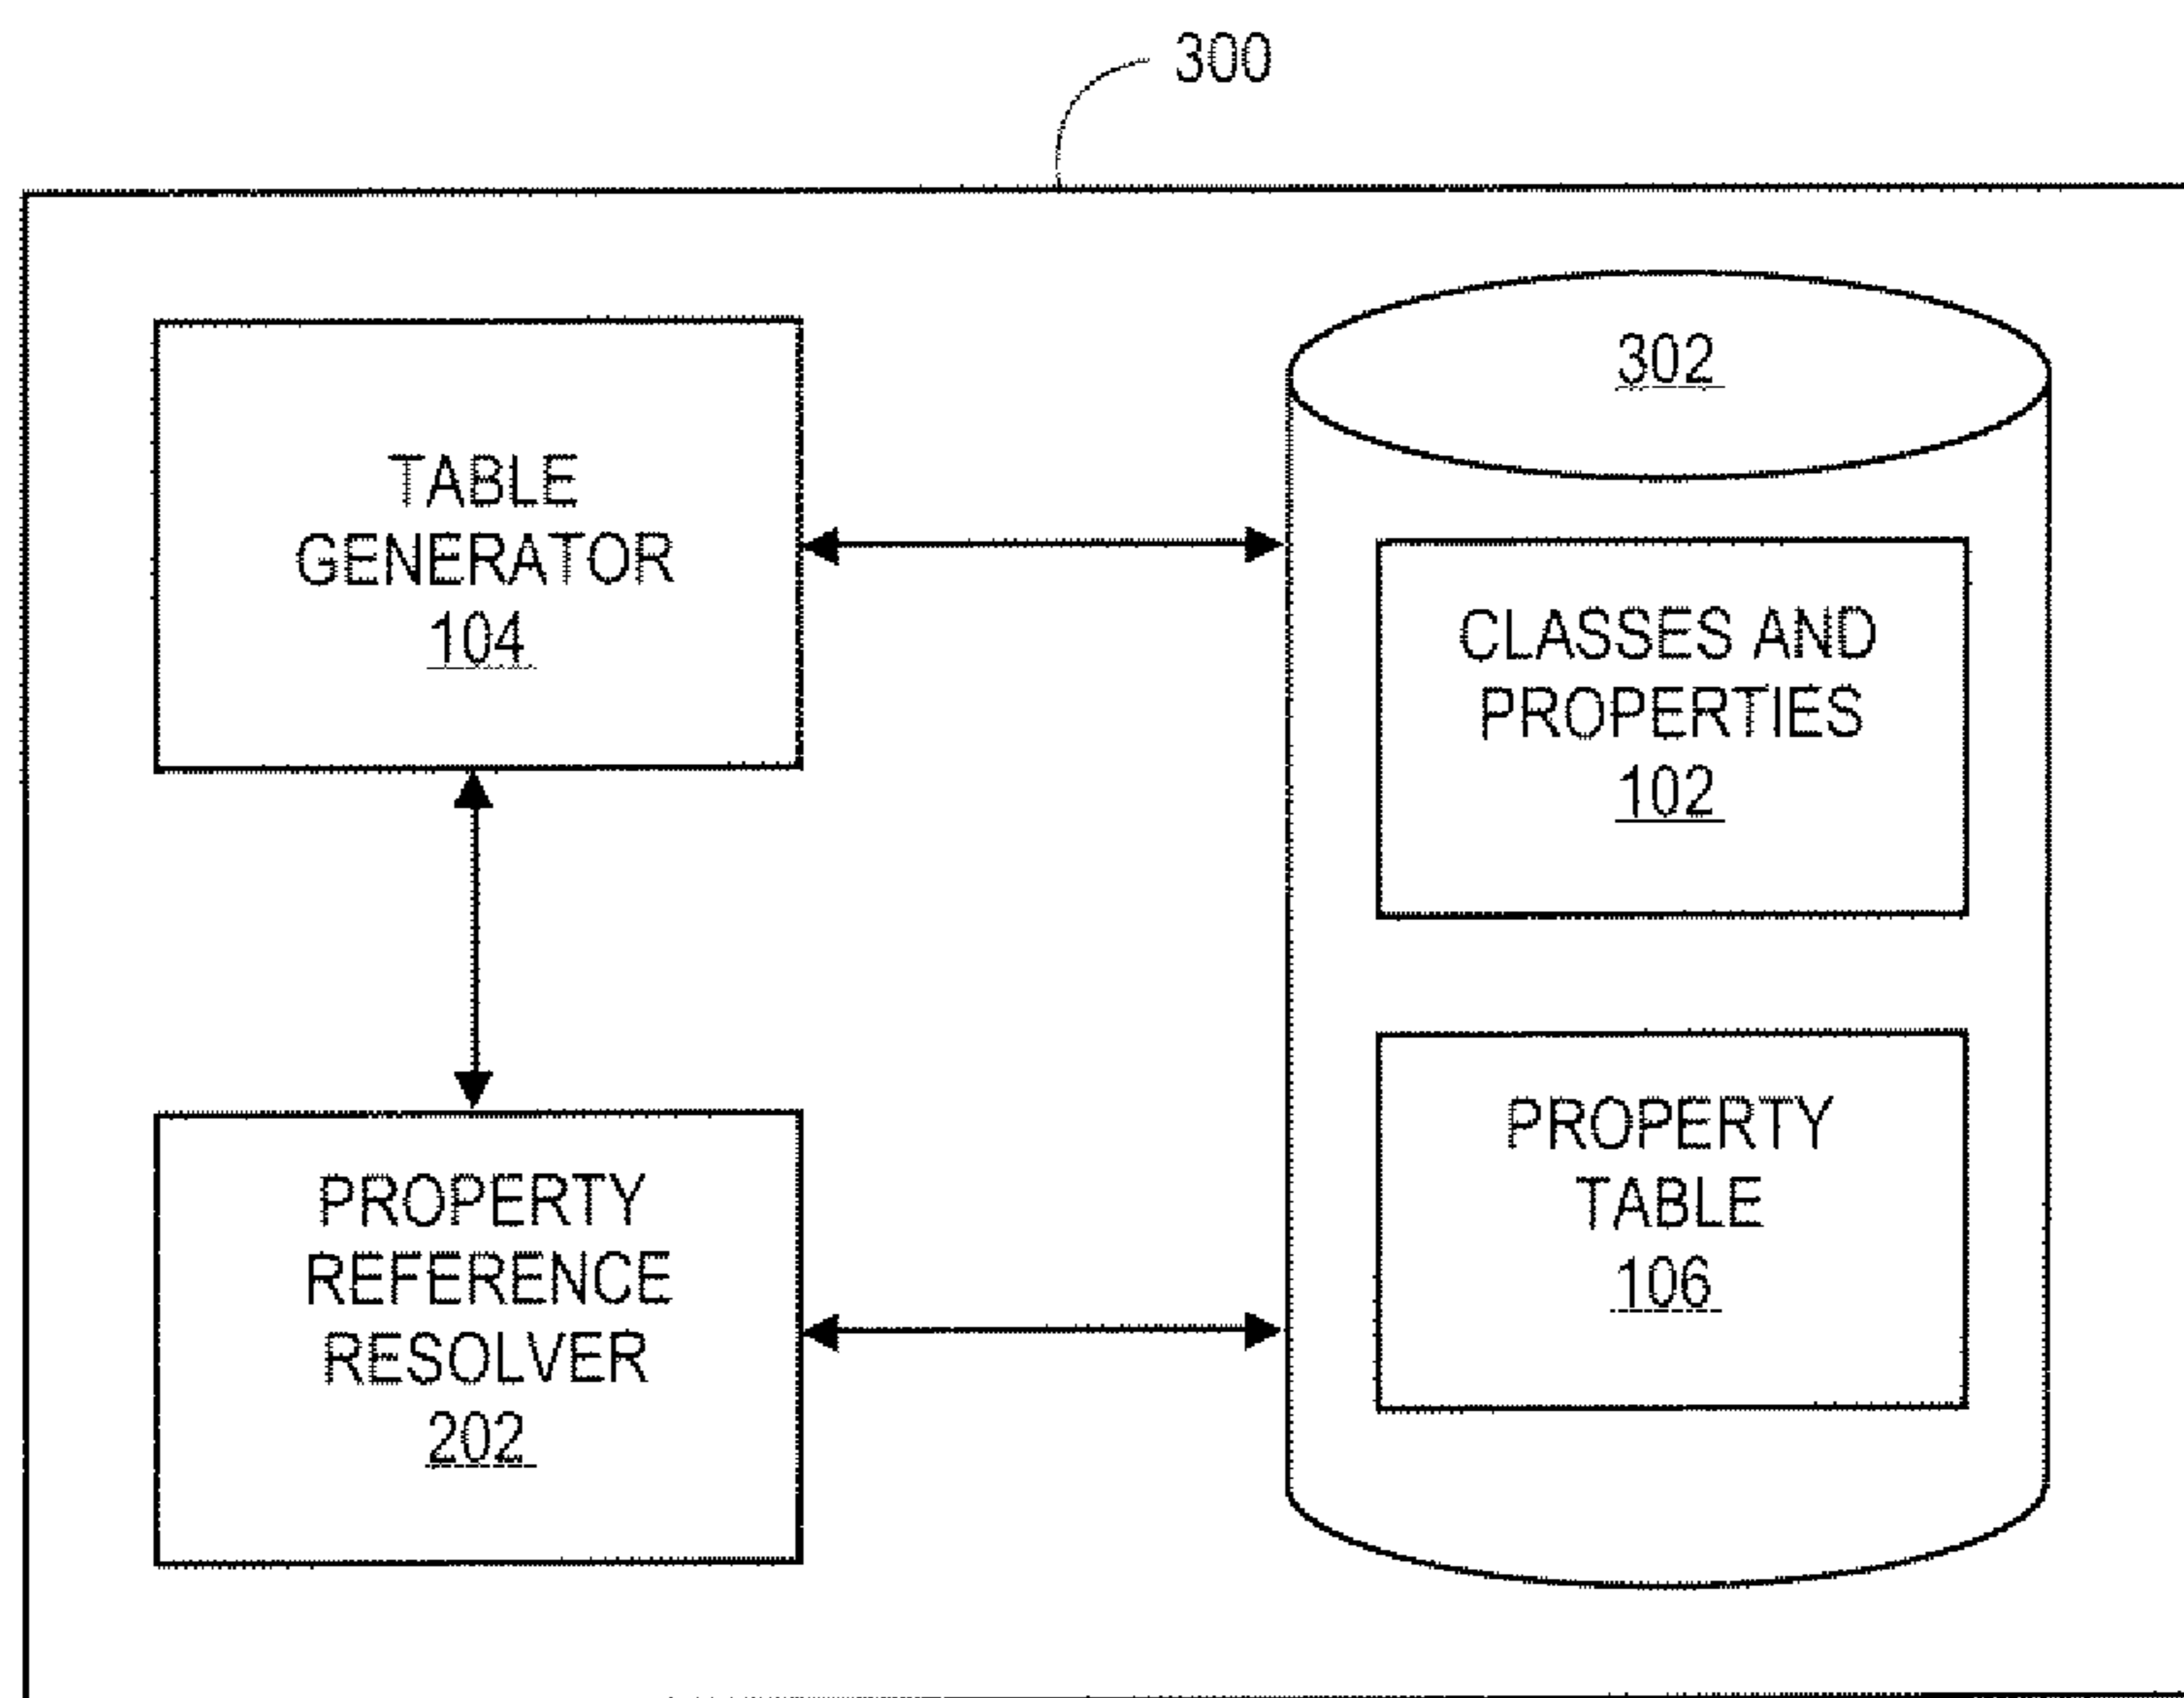 300
302
TABLE
GENERATOR
104
CLASSES AND
PROPERTIES
102
PROPERTY
REFERENCE
RESOLVER
202
PROPERTY
TABLE
106